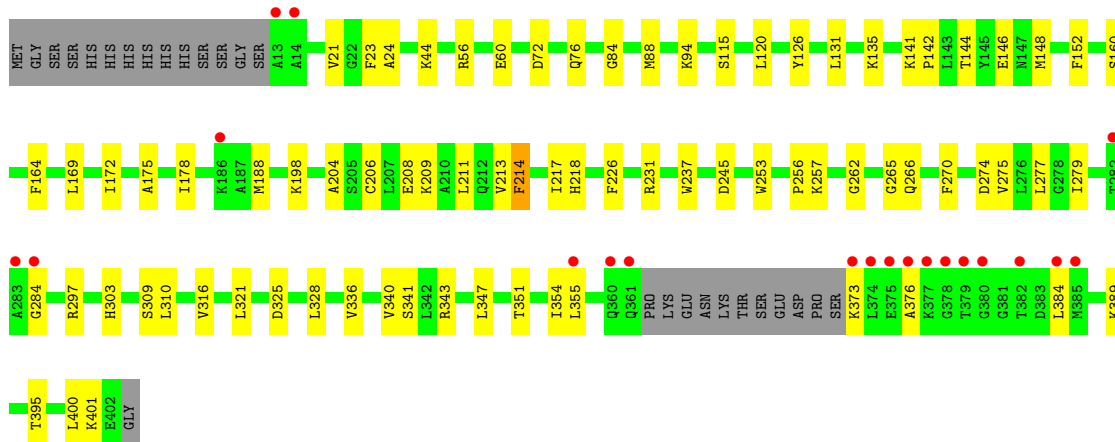 MET GLY SER SER HIS HIS HIS HIS HIS HIS SER SER GLY SER A13 A14 V21 G22 F23 A24 K44 R56 E60 D72 Q76 G84 M88 K94 S115 L120 Y126 L131 K135 K141 P142 L143 T144 Y145 E146 N147 M148 F152
F164 L169 I172 A175 I178 K186 A187 M188 K198 A204 S205 C206 L207 E208 K209 A210 L211 Q212 V213 F214 I217 H218 F226 R231 W237 D245 W253 P256 K257 G262 G265 Q266 F270 D274 V275 L276 L277 G278 I279
A283 G284 R297 H303 S309 L310 V316 L321 D325 L328 V336 V340 S341 L342 R343 L347 T351 I354 L355 Q360 Q361 PRO LYS GLU ASN LYS THR SER GLU ASP PRO SER K373 L374 E375 A376 K377 G378 T379 G380 G381 T382 D383 L384 M385 K389
T395 L400 K401 E402 GLY